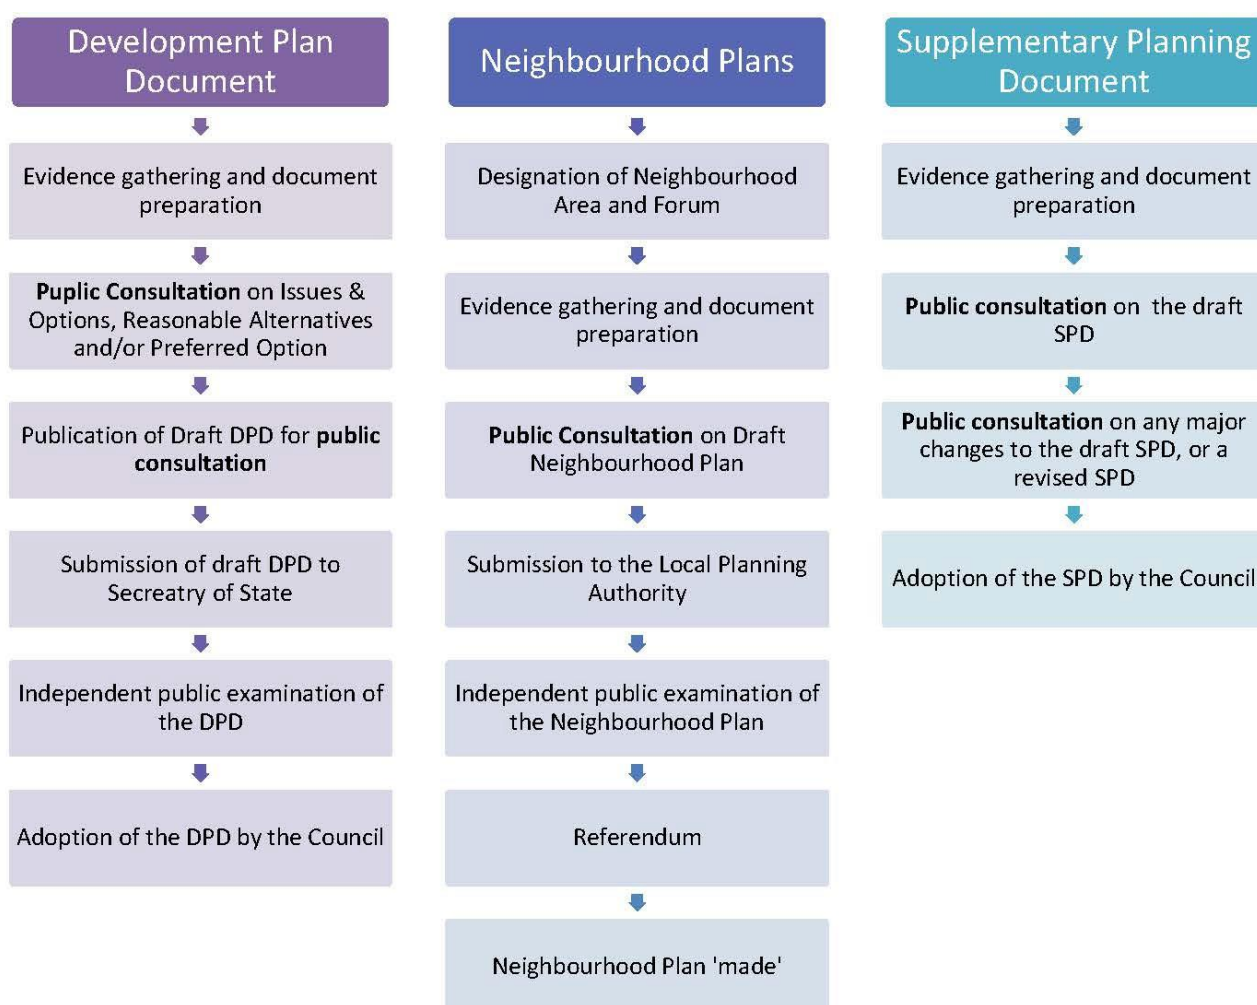 Development Plan
Document
Evidence gathering and document
preparation
Puplic Consultation on Issues &
Options, Reasonable Alternatives
and/or Preferred Option
Publication of Draft DPD for public
consultation
Submission of draft DPD to
Secreatry of State
Independent public examination of
the DPD
Adoption of the DPD by the Council
Neighbourhood Plans
Designation of Neighbourhood
Area and Forum
Evidence gathering and document
preparation
Public Consultation on Draft
Neighbourhood Plan
Submission to the Local Planning
Authority
Independent public examination of
the Neighbourhood Plan
Referendum
Neighbourhood Plan 'made'
Supplementary Planning
Document
Evidence gathering and document
preparation
Public consultation on the draft
SPD
Public consultation on any major
changes to the draft SPD, or a
revised SPD
Adoption of the SPD by the Council